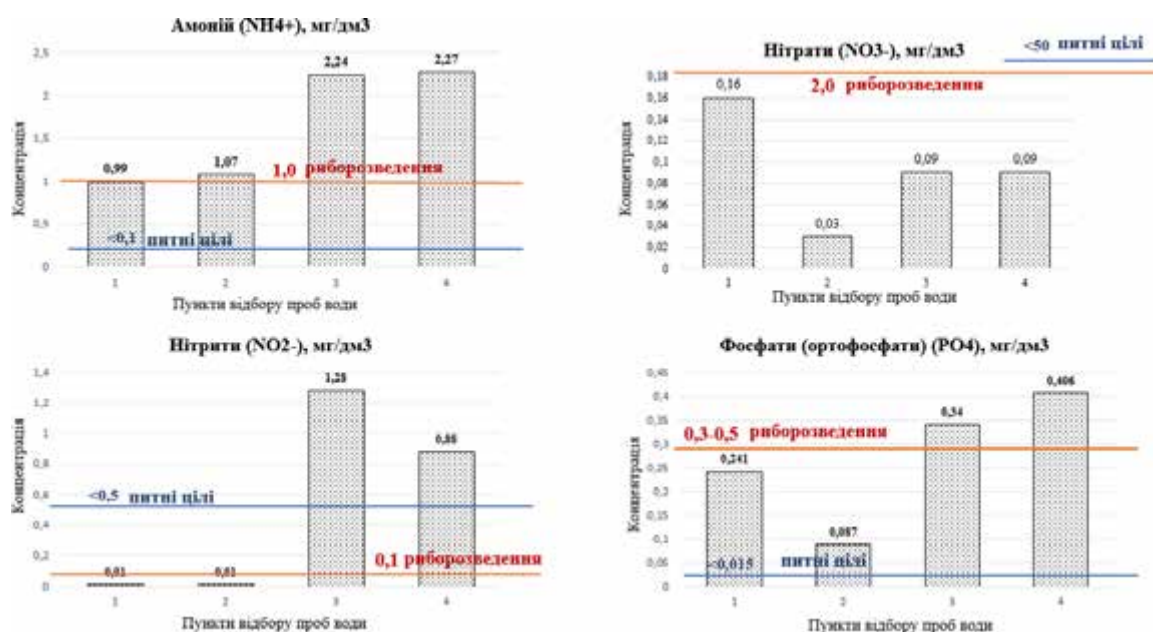 Амоній (NH4+), мг/дм3
2,5
2
1,5
1
0,5
0
Концентрація
0,99
1,07
2,24
2,27
1,0 риборозведення
<0,1 питні цілі
1 2 3 4
Пункти відбору проб води
Нітрати (NO3-), мг/дм3
<50 питні цілі
2,0 риборозведення
0,18
0,16
0,14
0,12
0,1
0,08
0,06
0,04
0,02
0
Концентрація
0,16
0,03
0,09
0,09
1 2 3 4
Пункти відбору проб води
Нітрити (NO2-), мг/дм3
1,4
1,2
1
0,8
0,6
0,4
0,2
0
Концентрація
0,01
0,01
1,28
0,88
<0,5 питні цілі
0,1 риборозведення
1 2 3 4
Пункти відбору проб води
Фосфати (ортофосфати) (PO4), мг/дм3
0,45
0,4
0,35
0,3
0,25
0,2
0,15
0,1
0,05
0
Концентрація
0,241
0,087
0,34
0,406
0,3-0,5 риборозведення
<0,015 питні цілі
1 2 3 4
Пункти відбору проб води